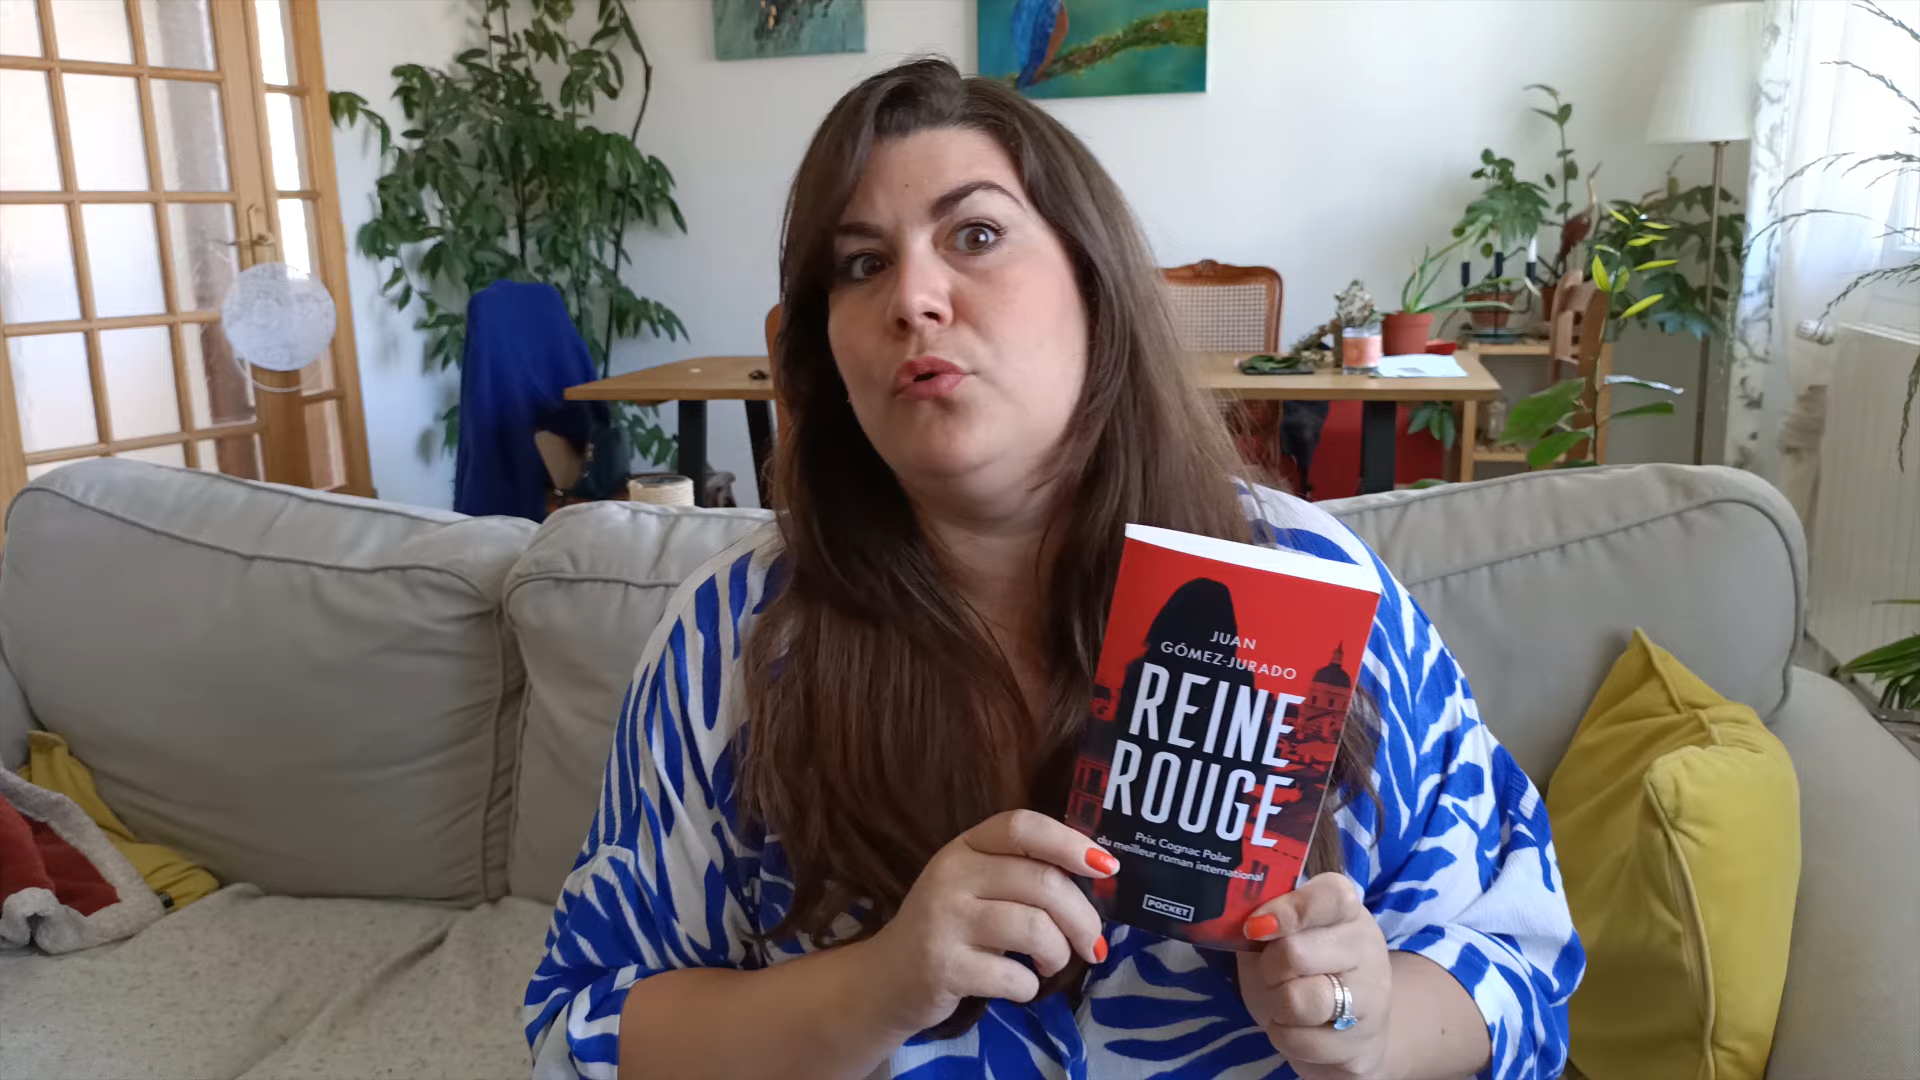 JUAN
GÓMEZ-JURADO
REINE
ROUGE
Prix Cognac Polar
du meilleur roman international
POCKET